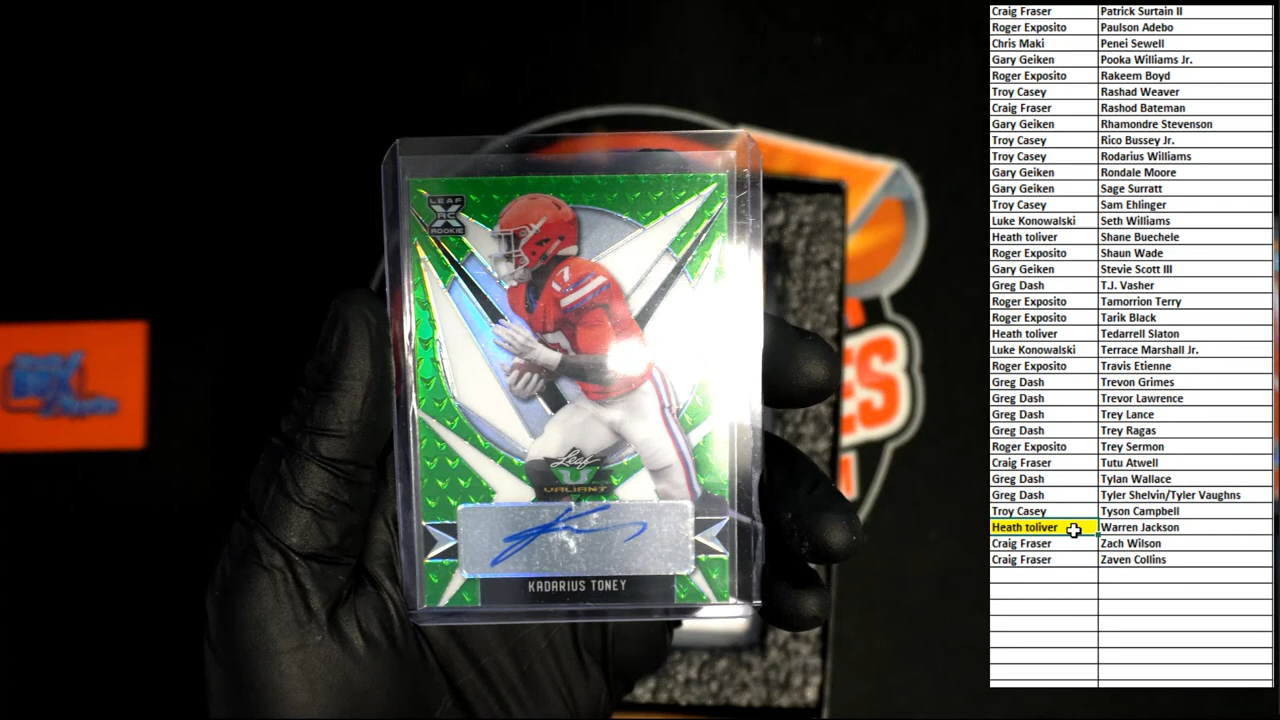 Craig Fraser Patrick Surtain II
Roger Exposito Paulson Adebo
Chris Maki Penei Sewell
Gary Geiken Pooka Williams Jr.
Roger Exposito Rakeem Boyd
Troy Casey Rashad Weaver
Craig Fraser Rashod Bateman
Gary Geiken Rhamondre Stevenson
Troy Casey Rico Bussey Jr.
Troy Casey Rodarius Williams
Gary Geiken Rondale Moore
Gary Geiken Sage Surratt
Troy Casey Sam Ehlinger
Luke Konowalski Seth Williams
Heath toliver Shane Buechele
Roger Exposito Shaun Wade
Gary Geiken Stevie Scott III
Greg Dash T.J. Vasher
Roger Exposito Tamorrion Terry
Roger Exposito Tarik Black
Heath toliver Tedarrell Slaton
Luke Konowalski Terrace Marshall Jr.
Roger Exposito Travis Etienne
Greg Dash Trevon Grimes
Greg Dash Trevor Lawrence
Greg Dash Trey Lance
Greg Dash Trey Ragas
Roger Exposito Trey Sermon
Craig Fraser Tutu Atwell
Greg Dash Tylan Wallace
Greg Dash Tyler Shelvin/Tyler Vaughns
Troy Casey Tyson Campbell
Heath toliver Warren Jackson
Craig Fraser Zach Wilson
Craig Fraser Zaven Collins
LEAF
RC
ROOKIE
7
Leaf
VALIANT
KADARIUS TONEY